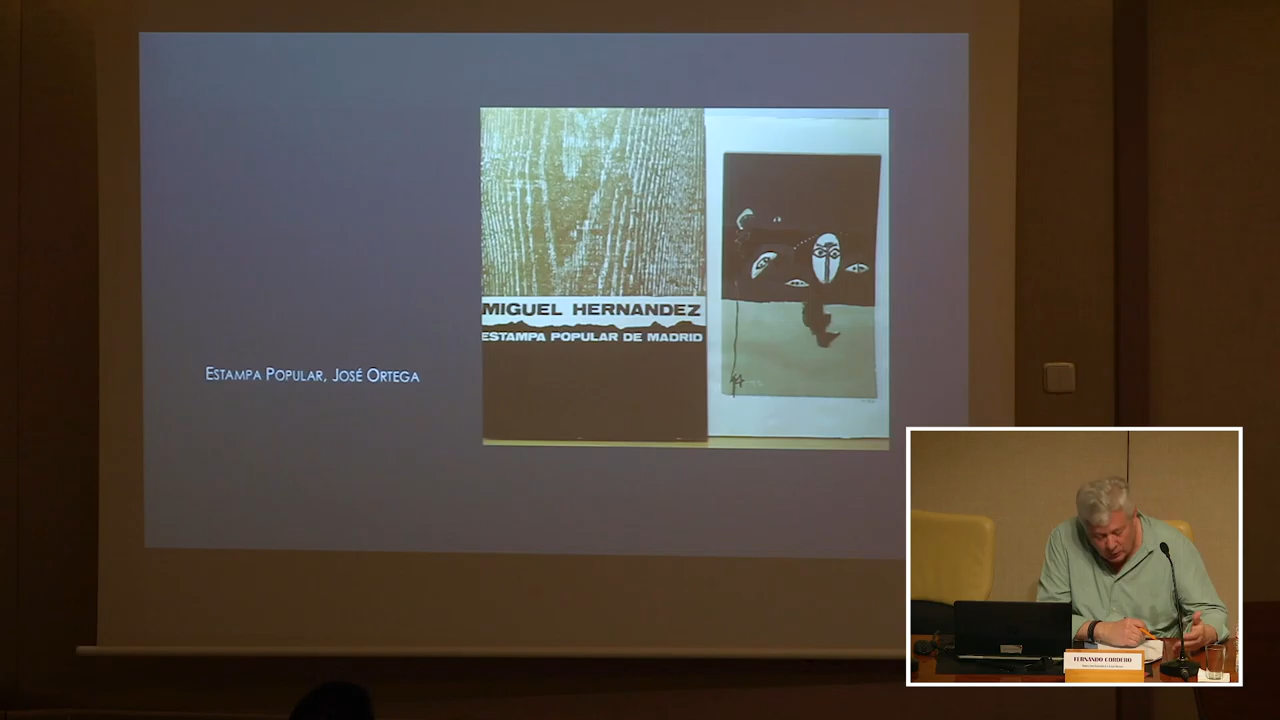 MIGUEL HERNANDEZ
ESTAMPA POPULAR DE MADRID
ESTAMPA POPULAR, JOSÉ ORTEGA
FERNANDO CORDERO